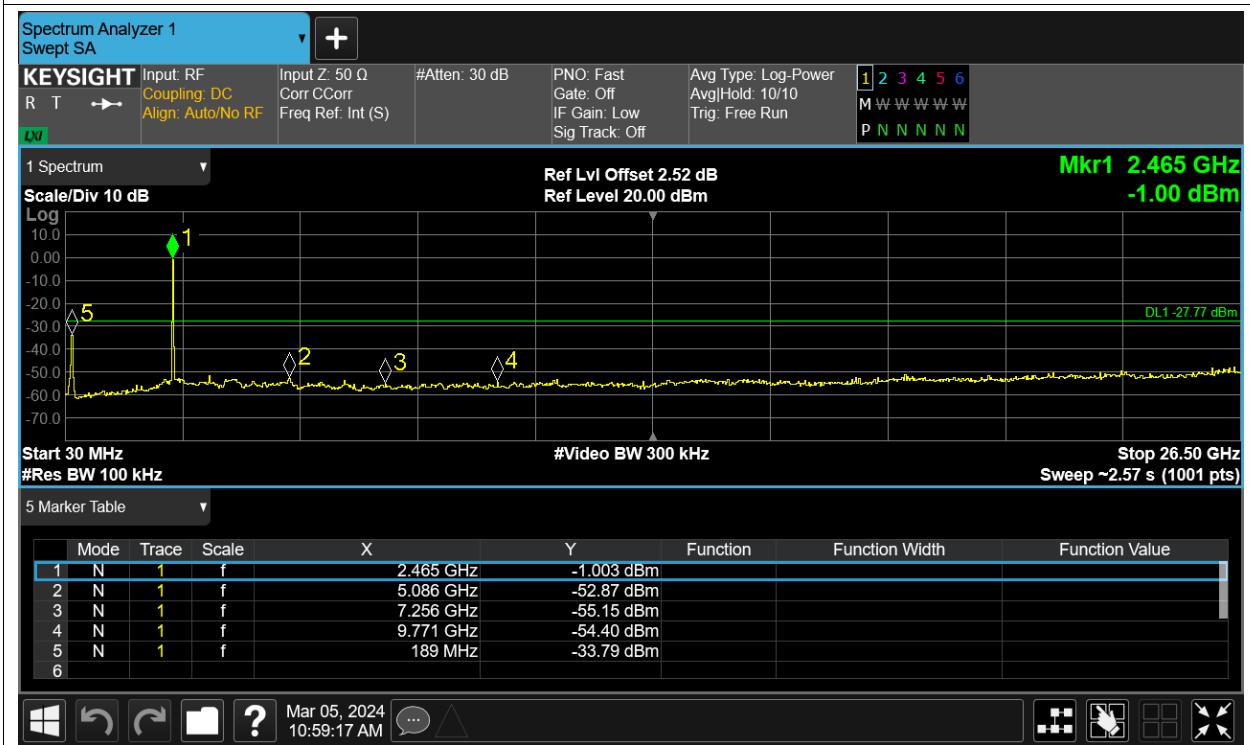 Spectrum Analyzer 1
Swept SA
+
KEYSIGHT
R T
LXI
Input: RF
Coupling: DC
Align: Auto/No RF
Input Z: 50 Ω
Corr CCorr
Freq Ref: Int (S)
#Atten: 30 dB
PNO: Fast
Gate: Off
IF Gain: Low
Sig Track: Off
Avg Type: Log-Power
Avg|Hold: 10/10
Trig: Free Run
1 2 3 4 5 6
M W W W W W
P N N N N N
1 Spectrum
Scale/Div 10 dB
Ref Lvl Offset 2.52 dB
Ref Level 20.00 dBm
Mkr1 2.465 GHz
-1.00 dBm
Log
10.0
0.00
-10.0
-20.0
-30.0
-40.0
-50.0
-60.0
-70.0
1
5
2
3
4
DL1 -27.77 dBm
Start 30 MHz
#Video BW 300 kHz
Stop 26.50 GHz
#Res BW 100 kHz
Sweep ~2.57 s (1001 pts)
5 Marker Table
Mode Trace Scale X Y Function Function Width Function Value
1 N 1 f 2.465 GHz -1.003 dBm
2 N 1 f 5.086 GHz -52.87 dBm
3 N 1 f 7.256 GHz -55.15 dBm
4 N 1 f 9.771 GHz -54.40 dBm
5 N 1 f 189 MHz -33.79 dBm
6
?
Mar 05, 2024
10:59:17 AM